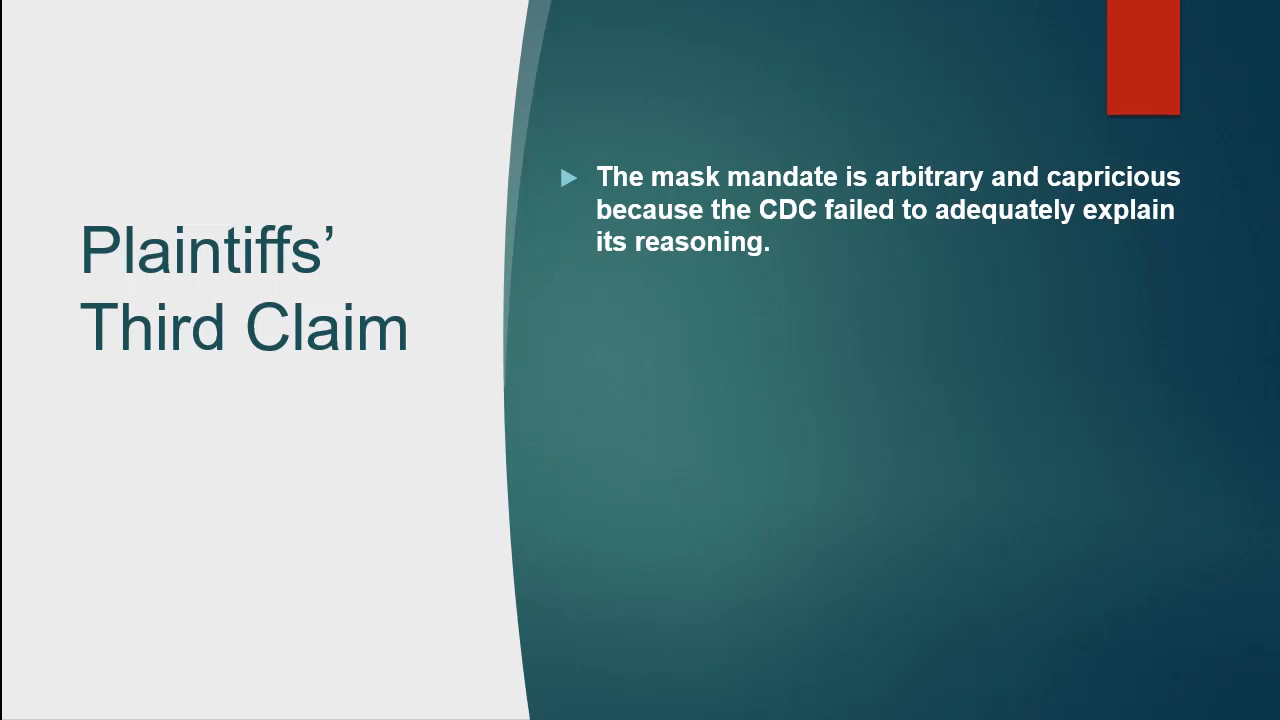 Plaintiffs’
Third Claim
The mask mandate is arbitrary and capricious
because the CDC failed to adequately explain
its reasoning.